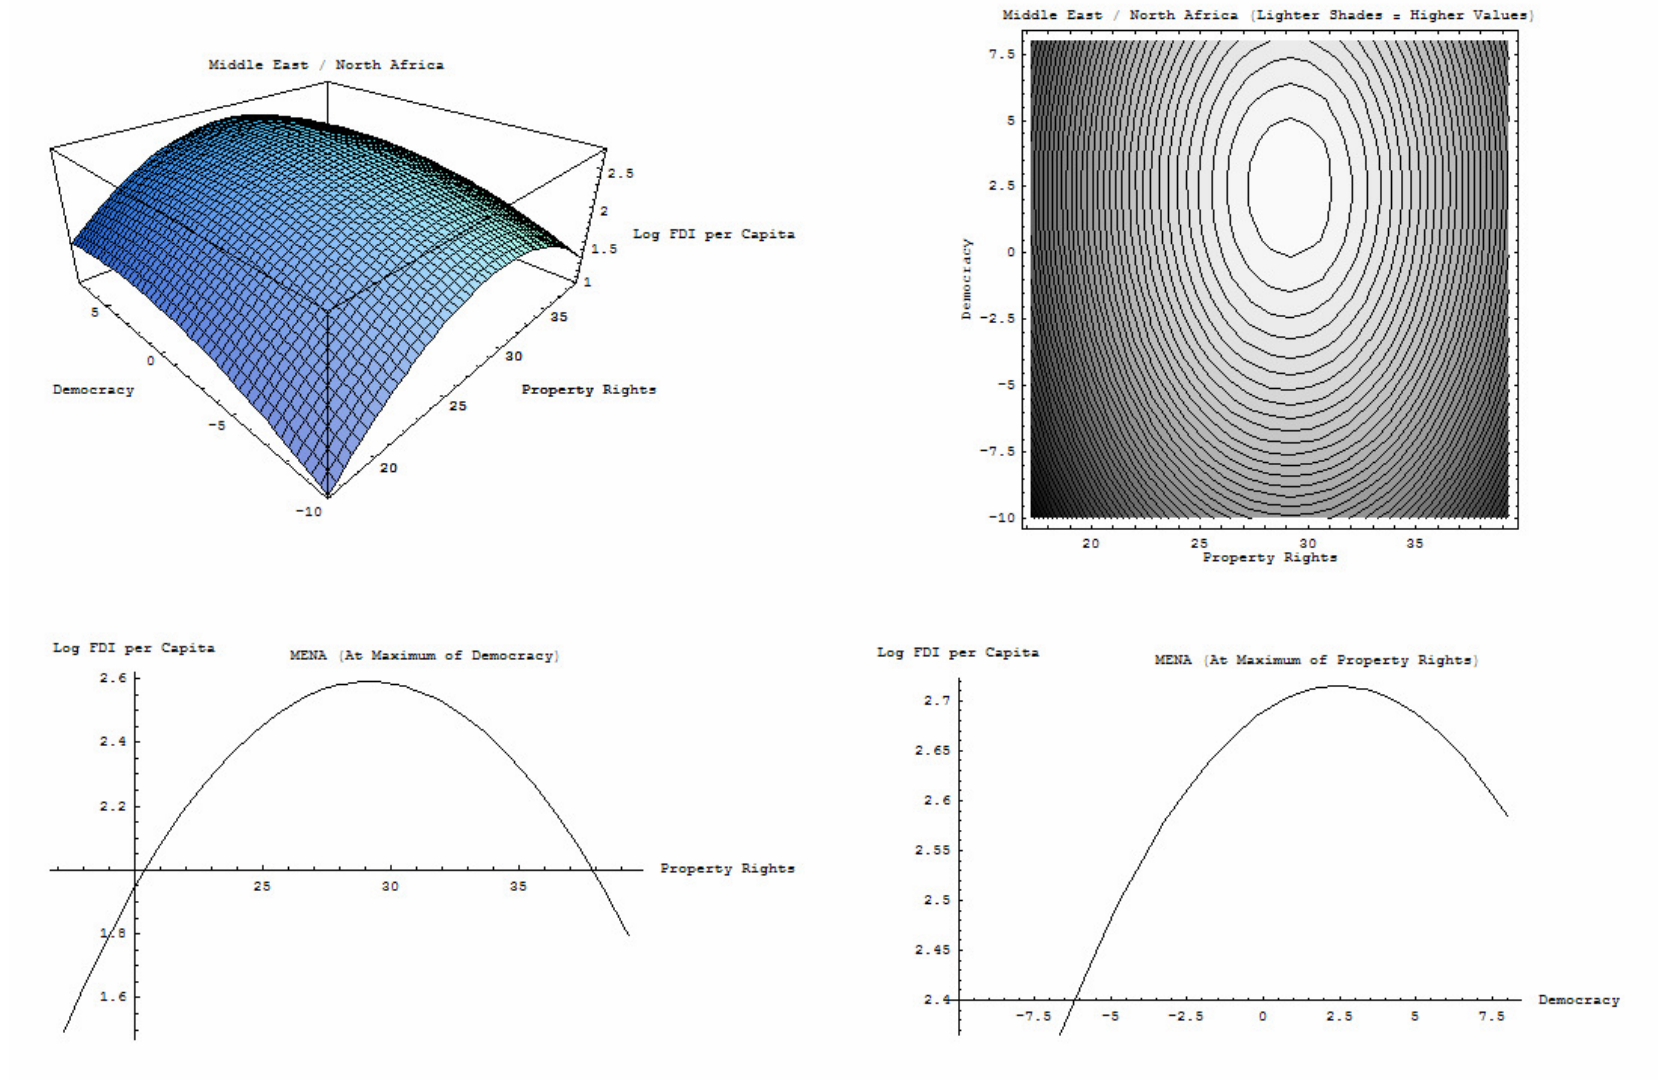 Middle East / North Africa
2.5
2
Log FDI per Capita
1.5
1
5
35
0
30
Democracy
Property Rights
25
-5
20
-10
Middle East / North Africa (Lighter Shades = Higher Values)
7.5
5
2.5
0
Democracy
-2.5
-5
-7.5
-10
20 25 30 35
Property Rights
Log FDI per Capita
MENA (At Maximum of Democracy)
2.6
2.4
2.2
Property Rights
25 30 35
1.8
1.6
Log FDI per Capita
MENA (At Maximum of Property Rights)
2.7
2.65
2.6
2.55
2.5
2.45
2.4
Democracy
-7.5 -5 -2.5 0 2.5 5 7.5